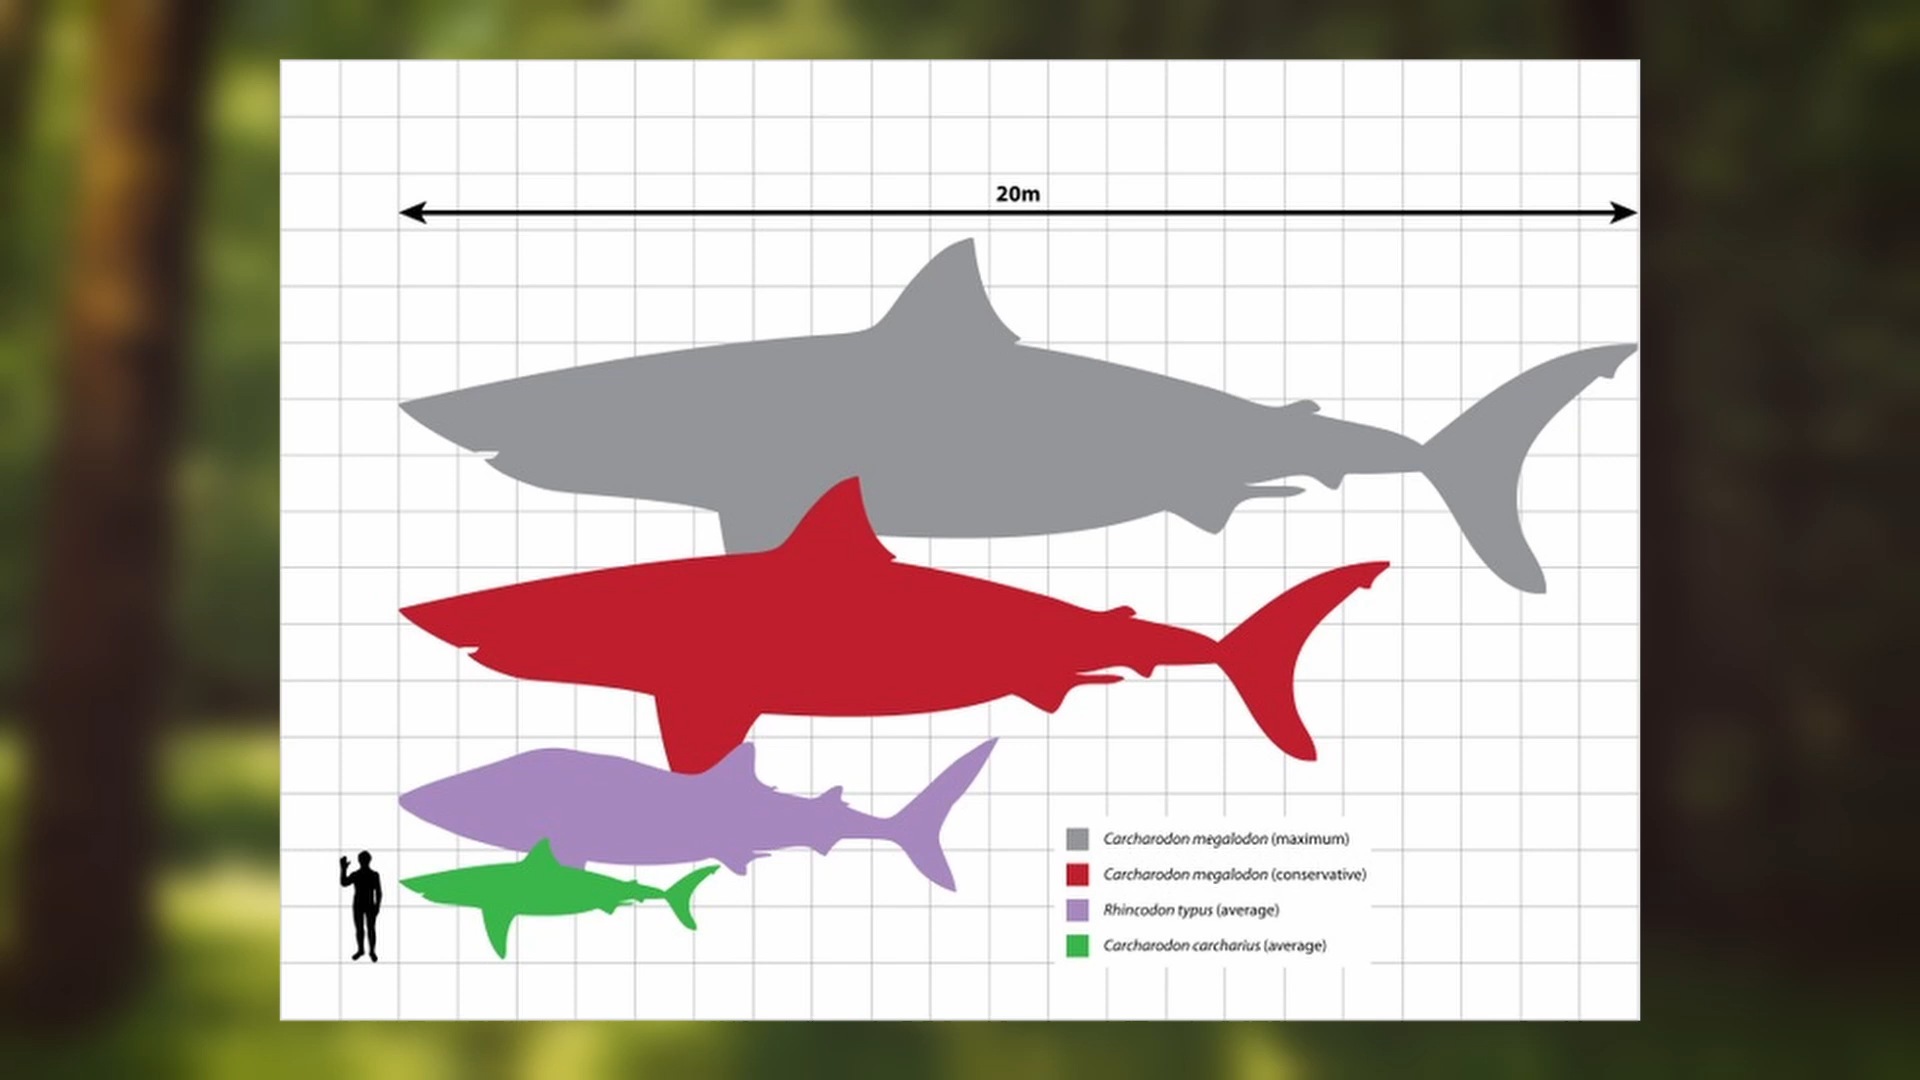 20m
Carcharodon megalodon (maximum)
Carcharodon megalodon (conservative)
Rhincodon typus (average)
Carcharodon carcharius (average)